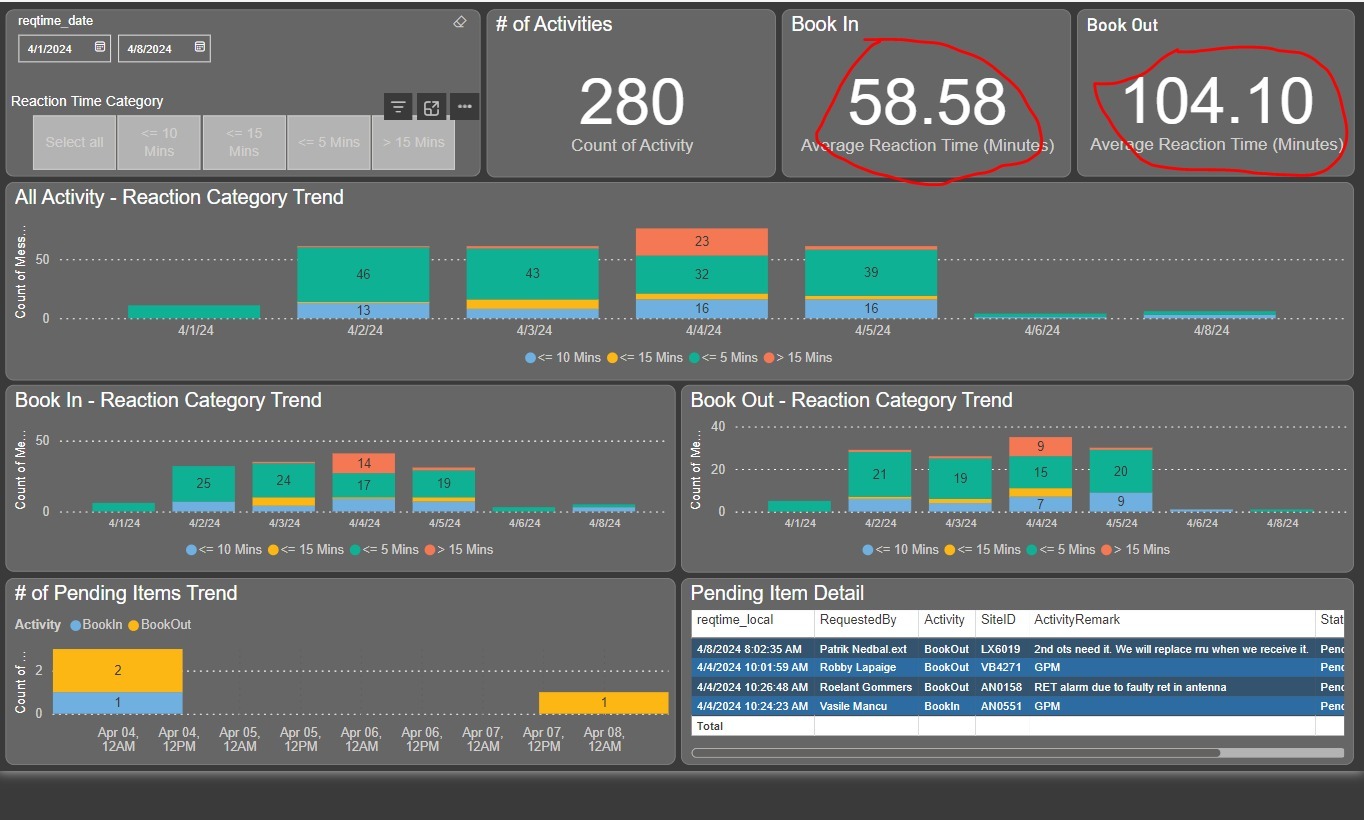 reqtime_date
4/1/2024
4/8/2024
Reaction Time Category
Select all
<= 10 Mins
<= 15 Mins
<= 5 Mins
> 15 Mins
# of Activities
280
Count of Activity
Book In
58.58
Average Reaction Time (Minutes)
Book Out
104.10
Average Reaction Time (Minutes)
All Activity - Reaction Category Trend
Count of Mess...
50
0
46
13
43
23
32
16
39
16
4/1/24 4/2/24 4/3/24 4/4/24 4/5/24 4/6/24 4/8/24
<= 10 Mins <= 15 Mins <= 5 Mins > 15 Mins
Book In - Reaction Category Trend
Count of Me...
50
0
25
24
14
17
19
4/1/24 4/2/24 4/3/24 4/4/24 4/5/24 4/6/24 4/8/24
<= 10 Mins <= 15 Mins <= 5 Mins > 15 Mins
Book Out - Reaction Category Trend
Count of Me...
40
20
0
21
19
9
15
7
20
9
4/1/24 4/2/24 4/3/24 4/4/24 4/5/24 4/6/24 4/8/24
<= 10 Mins <= 15 Mins <= 5 Mins > 15 Mins
# of Pending Items Trend
Activity BookIn BookOut
Count of ...
2
0
2
1
1
Apr 04, Apr 04, Apr 05, Apr 05, Apr 06, Apr 06, Apr 07, Apr 07, Apr 08,
12AM 12PM 12AM 12PM 12AM 12PM 12AM 12PM 12AM
Pending Item Detail
reqtime_local RequestedBy Activity SiteID ActivityRemark Stat
4/8/2024 8:02:35 AM Patrik Nedbal.ext BookOut LX6019 2nd ots need it. We will replace rru when we receive it. Pend
4/4/2024 10:01:59 AM Robby Lapaige BookOut VB4271 GPM Pend
4/4/2024 10:26:48 AM Roelant Gommers BookOut AN0158 RET alarm due to faulty ret in antenna Pend
4/4/2024 10:24:23 AM Vasile Mancu BookIn AN0551 GPM Pend
Total